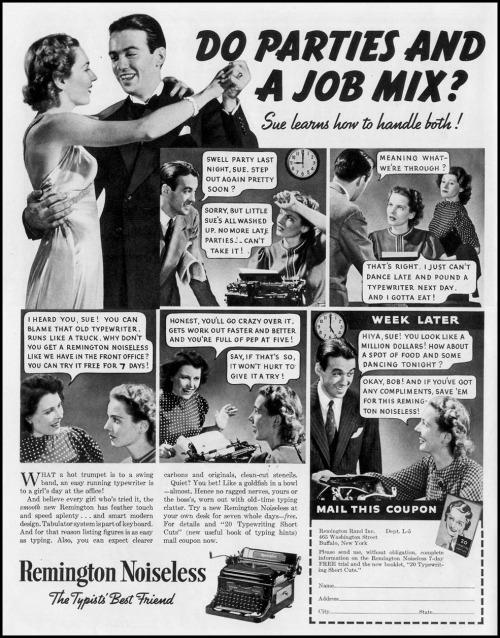 DO PARTIES AND
A JOB MIX?
Sue learns how to handle both!
SWELL PARTY LAST
NIGHT, SUE. STEP
OUT AGAIN PRETTY
SOON?
SORRY, BUT LITTLE
SUE'S ALL WASHED
UP. NO MORE LATE
PARTIES... CAN'T
TAKE IT!
MEANING WHAT–
WE'RE THROUGH?
THAT'S RIGHT. I JUST CAN'T
DANCE LATE AND POUND A
TYPEWRITER NEXT DAY.
AND I GOTTA EAT!
I HEARD YOU, SUE! YOU CAN
BLAME THAT OLD TYPEWRITER.
RUNS LIKE A TRUCK. WHY DON'T
YOU GET A REMINGTON NOISELESS
LIKE WE HAVE IN THE FRONT OFFICE?
YOU CAN TRY IT FREE FOR 7 DAYS!
HONEST, YOU'LL GO CRAZY OVER IT.
GETS WORK OUT FASTER AND BETTER
AND YOU'RE FULL OF PEP AT FIVE!
SAY, IF THAT'S SO,
IT WON'T HURT TO
GIVE IT A TRY!
WEEK LATER
HIYA, SUE! YOU LOOK LIKE A
MILLION DOLLARS! HOW ABOUT
A SPOT OF FOOD AND SOME
DANCING TONIGHT?
OKAY, BOB! AND IF YOU'VE GOT
ANY COMPLIMENTS, SAVE 'EM
FOR THIS REMING-
TON NOISELESS!
WHAT a hot trumpet is to a swing
band, an easy running typewriter is
to a girl's day at the office!
And believe every girl who's tried it, the
smooth new Remington has feather touch
and speed aplenty . . . and smart modern
design. Tabulator system is part of keyboard.
And for that reason listing figures is as easy
as typing. Also, you can expect clearer
carbons and originals, clean-cut stencils.
Quiet? You bet! Like a goldfish in a bowl
—almost. Hence no ragged nerves, yours or
the boss's, worn out with old-time typing
clatter. Try a new Remington Noiseless at
your own desk for seven whole days—free.
For details and "20 Typewriting Short
Cuts" (new useful book of typing hints)
mail coupon now.
Remington Noiseless
The Typists' Best Friend
MAIL THIS COUPON
Remington Rand Inc. Dept. L-5
465 Washington Street
Buffalo, New York
Please send me, without obligation, complete
information on the Remington Noiseless 7-day
FREE trial and the new booklet, "20 Typewrit-
ing Short Cuts."
Name
Address
City State